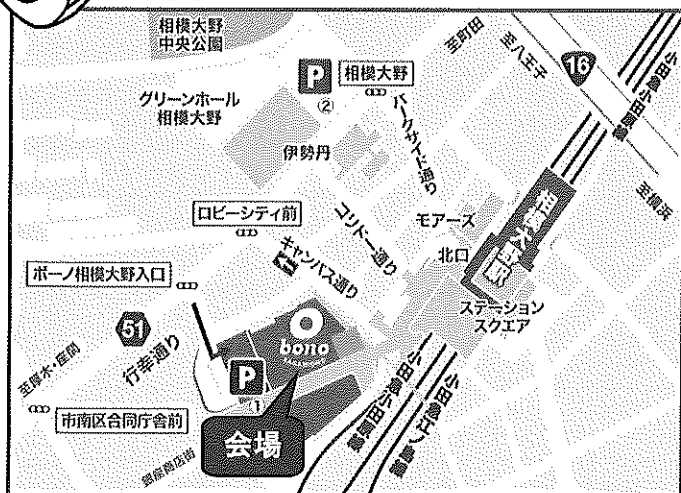 相模大野
中央公園
至町田
至八王子
16
小田急小田原線
P
②
相模大野
グリーンホール
相模大野
パークサイド通り
伊勢丹
至横浜
ロビーシティ前
コリドー通り
モアーズ
相模大野駅
北口
キャンパス通り
ボーノ相模大野入口
ステーション
スクエア
bono
51
行幸通り
至厚木・座間
P
①
市南区合同庁舎前
会場
銀座商店街
小田急小田原線
小田急江ノ島線